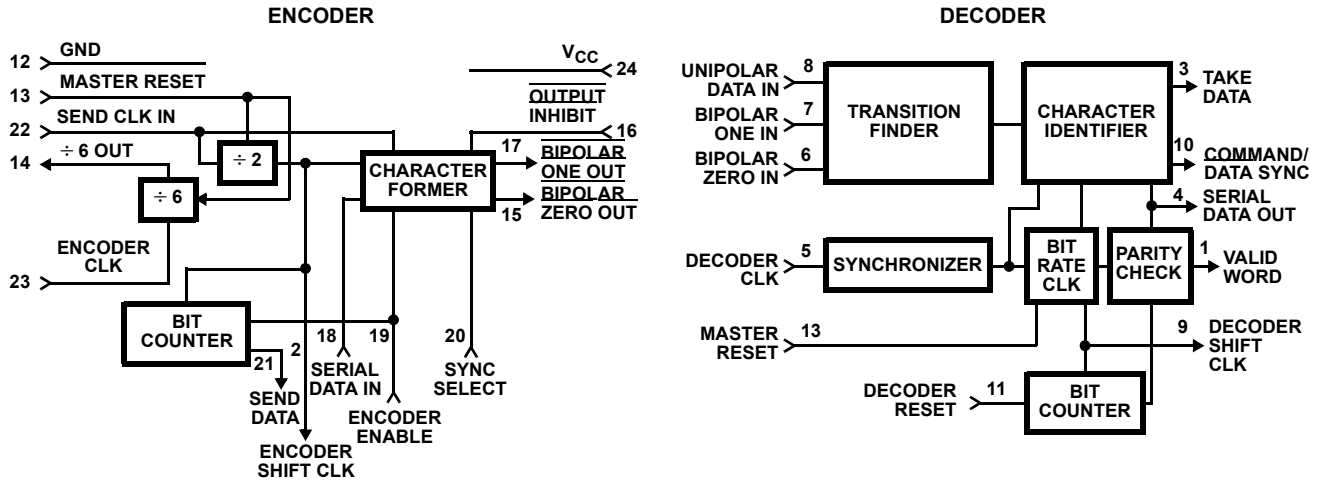 ENCODER
12
GND
13
MASTER RESET
22
SEND CLK IN
14
÷ 6 OUT
÷ 2
÷ 6
ENCODER
CLK
23
BIT
COUNTER
21
SEND
DATA
2
ENCODER
SHIFT CLK
18
SERIAL
DATA IN
19
ENCODER
ENABLE
20
SYNC
SELECT
CHARACTER
FORMER
VCC
24
OUTPUT
INHIBIT
16
17
BIPOLAR
ONE OUT
15
BIPOLAR
ZERO OUT
DECODER
UNIPOLAR
DATA IN
8
BIPOLAR
ONE IN
7
BIPOLAR
ZERO IN
6
TRANSITION
FINDER
CHARACTER
IDENTIFIER
3
TAKE
DATA
10
COMMAND/
DATA SYNC
4
SERIAL
DATA OUT
DECODER
CLK
5
SYNCHRONIZER
BIT
RATE
CLK
PARITY
CHECK
1
VALID
WORD
MASTER
RESET
13
9
DECODER
SHIFT
CLK
DECODER
RESET
11
BIT
COUNTER